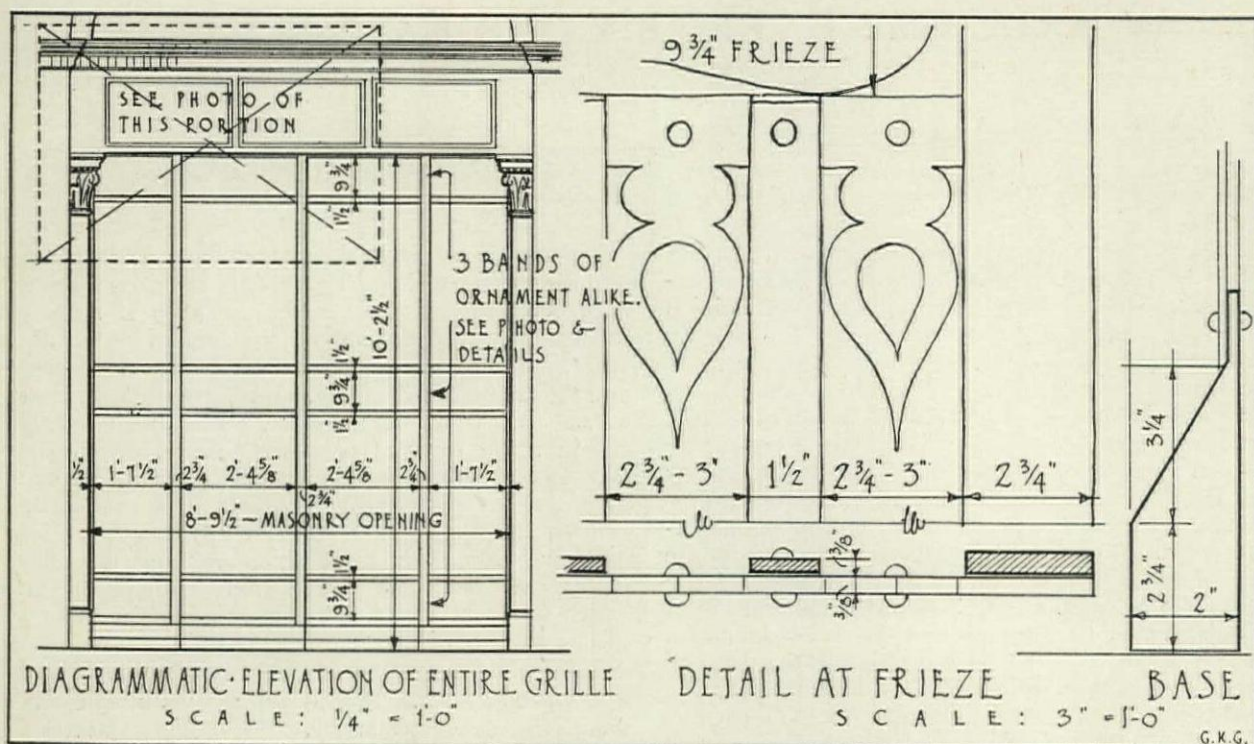 SEE PHOTO OF
THIS PORTION
9 3/4"
1 1/2"
3 BANDS OF
ORNAMENT ALIKE.
SEE PHOTO &
DETAILS
10'-2 1/2"
1 1/2"
9 3/4"
1 1/2"
1/2"
1'-7 1/2"
2 3/4"
2'-4 5/8"
2'-4 5/8"
2 3/4"
1'-7 1/2"
2 3/4"
8'-9 1/2" – MASONRY OPENING
1 1/2"
9 3/4"
DIAGRAMMATIC·ELEVATION OF ENTIRE GRILLE
SCALE: 1/4" = 1'-0"
9 3/4" FRIEZE
2 3/4" - 3"
1 1/2"
2 3/4" - 3"
2 3/4"
3/8"
3/8"
DETAIL AT FRIEZE
SCALE: 3" = 1'-0"
3 1/4"
2 3/4"
2"
BASE
G.K.G.